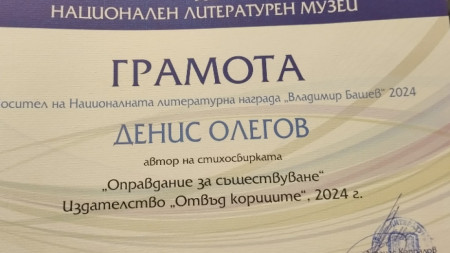 НАЦИОНАЛЕН ЛИТЕРАТУРЕН МУЗЕЙ
ГРАМОТА
осител на Националната литературна награда „Владимир Башев“ 2024
ДЕНИС ОЛЕГОВ
автор на стихосбирката
„Оправдание за съществуване“
Издателство „Отвъд кориците“, 2024 г.